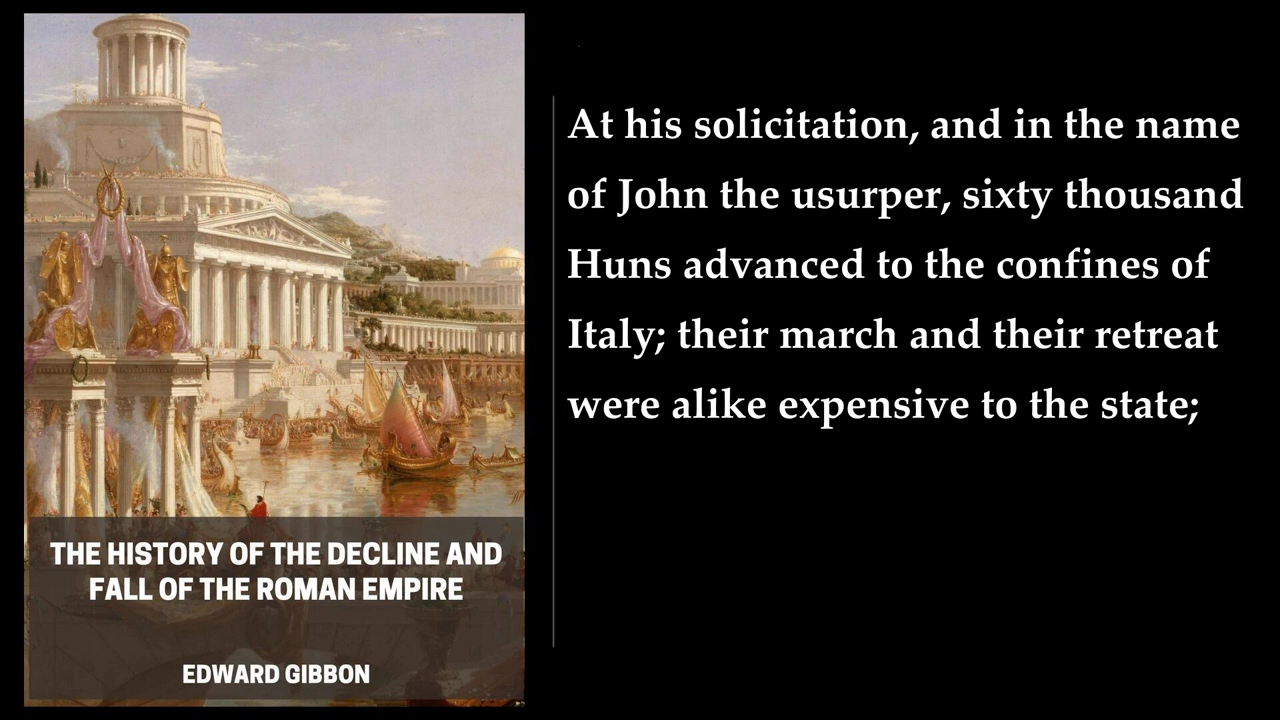 At his solicitation, and in the name
of John the usurper, sixty thousand
Huns advanced to the confines of
Italy; their march and their retreat
were alike expensive to the state;
THE HISTORY OF THE DECLINE AND
FALL OF THE ROMAN EMPIRE
EDWARD GIBBON